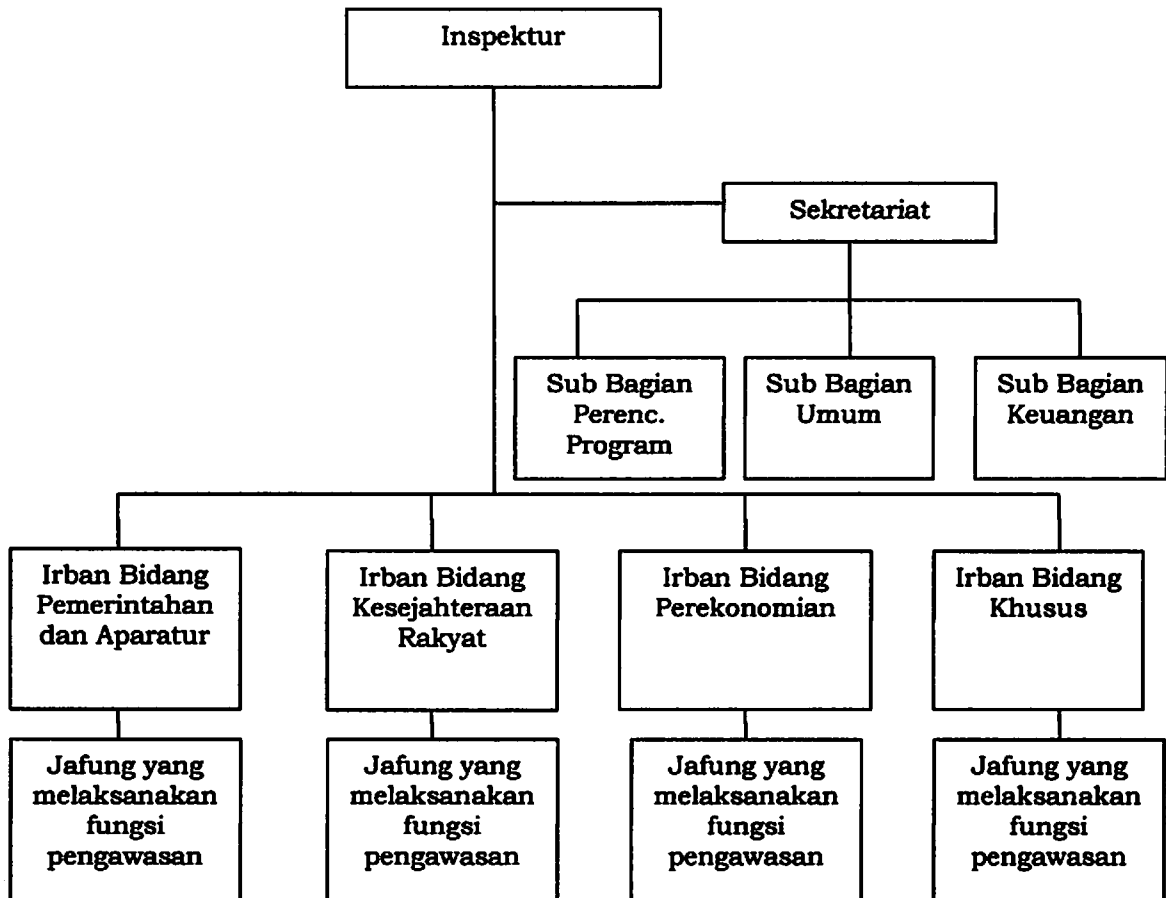 Inspektur
Sekretariat
Sub Bagian
Perenc.
Program
Sub Bagian
Umum
Sub Bagian
Keuangan
Irban Bidang
Pemerintahan
dan Aparatur
Irban Bidang
Kesejahteraan
Rakyat
Irban Bidang
Perekonomian
Irban Bidang
Khusus
Jafung yang
melaksanakan
fungsi
pengawasan
Jafung yang
melaksanakan
fungsi
pengawasan
Jafung yang
melaksanakan
fungsi
pengawasan
Jafung yang
melaksanakan
fungsi
pengawasan